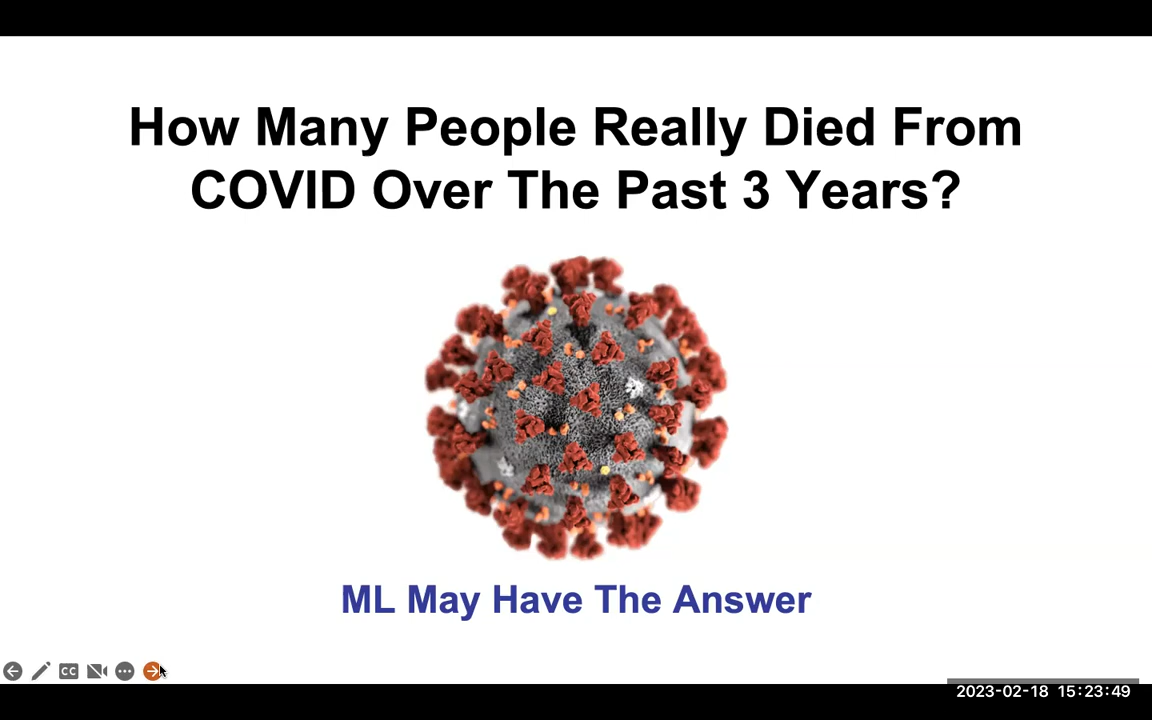 How Many People Really Died From
COVID Over The Past 3 Years?
ML May Have The Answer
CC
2023-02-18 15:23:49